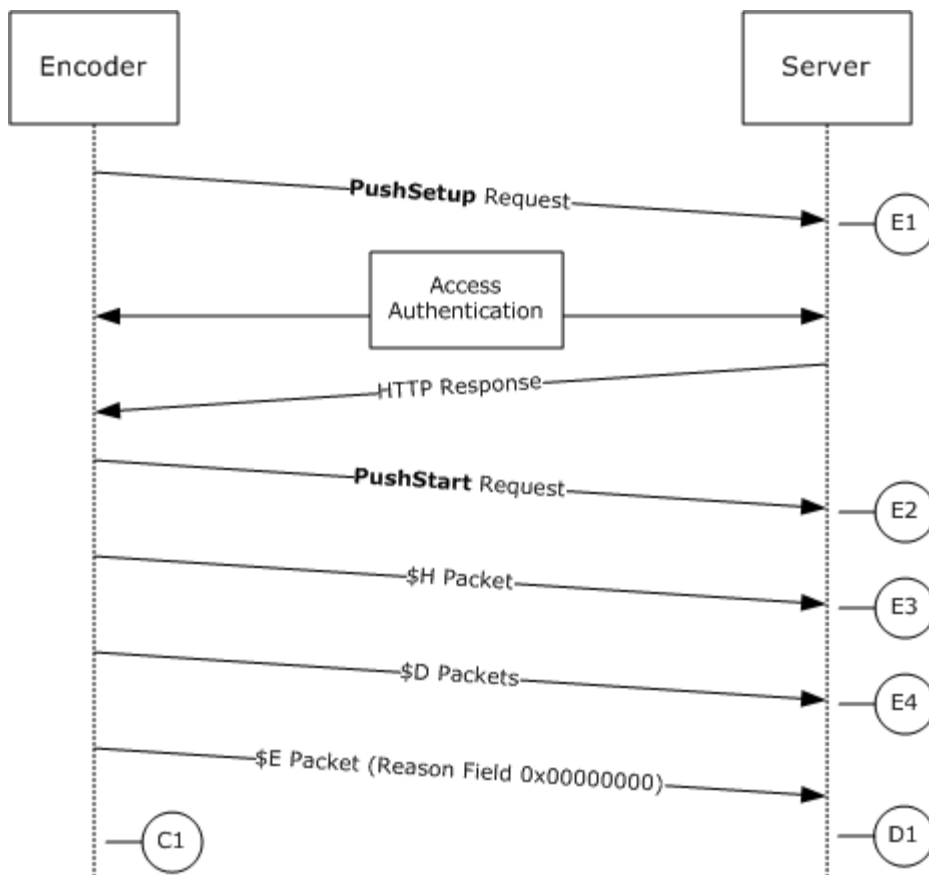 Encoder
Server
PushSetup Request
E1
Access
Authentication
HTTP Response
PushStart Request
E2
$H Packet
E3
$D Packets
E4
$E Packet (Reason Field 0x00000000)
C1
D1